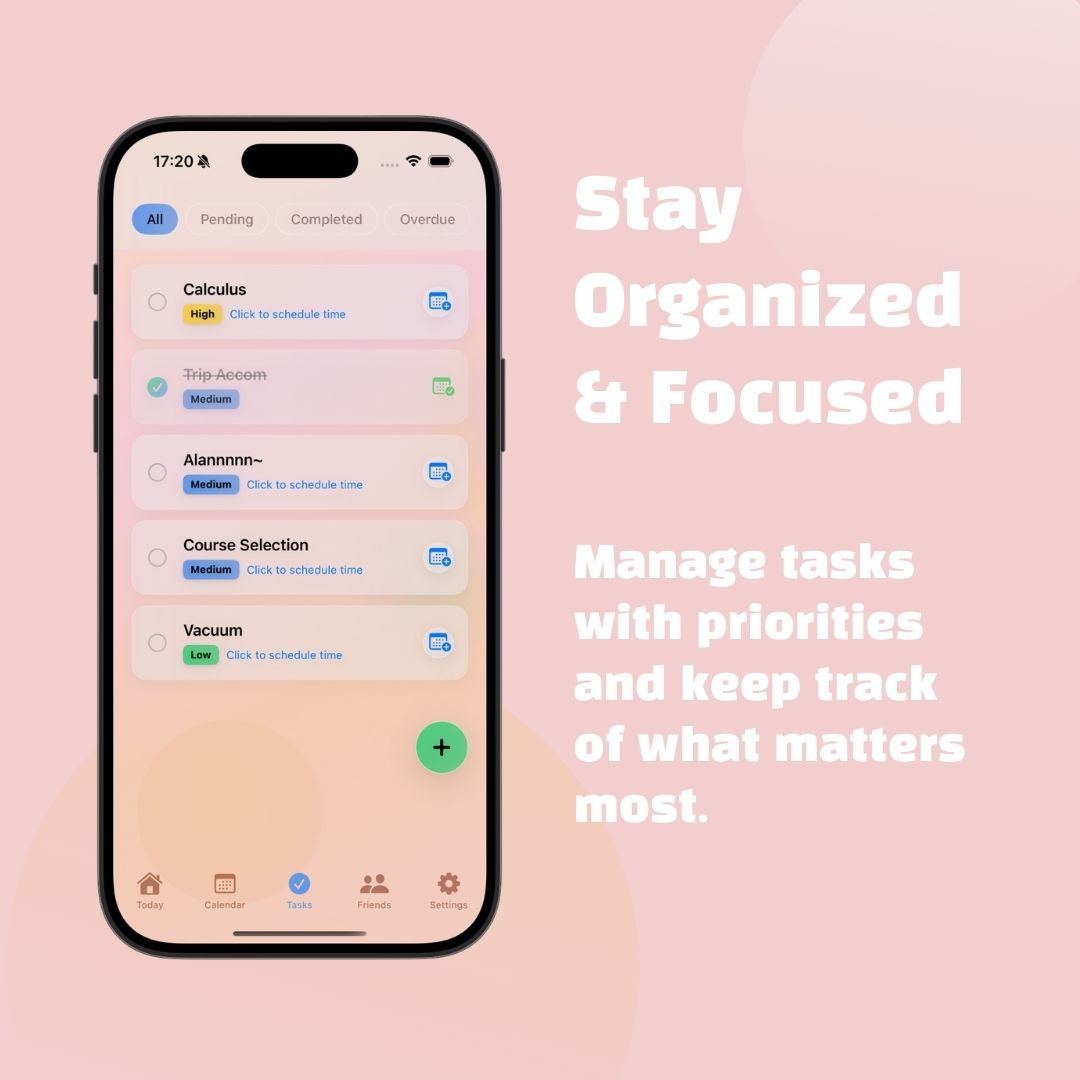 17:20
All Pending Completed Overdue
Calculus
High Click to schedule time
Trip Accom
Medium
Alannnnn~
Medium Click to schedule time
Course Selection
Medium Click to schedule time
Vacuum
Low Click to schedule time
+
Today Calendar Tasks Friends Settings
Stay
Organized
& Focused
Manage tasks
with priorities
and keep track
of what matters
most.